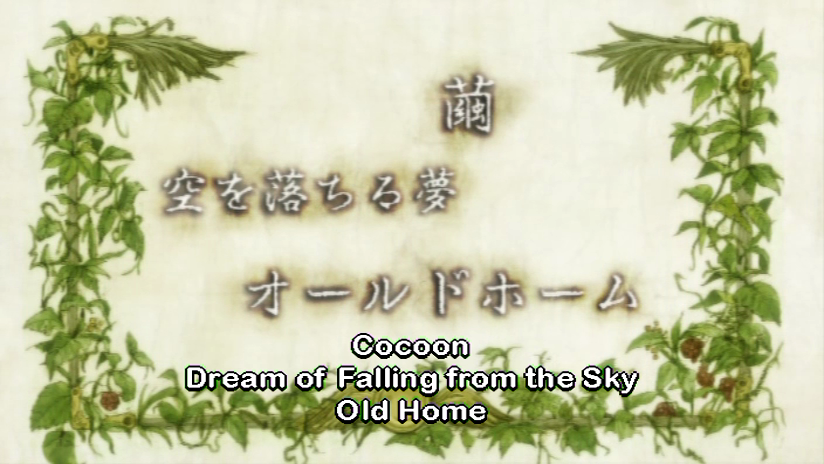 繭
空を落ちる夢
オールドホーム
Cocoon
Dream of Falling from the Sky
Old Home